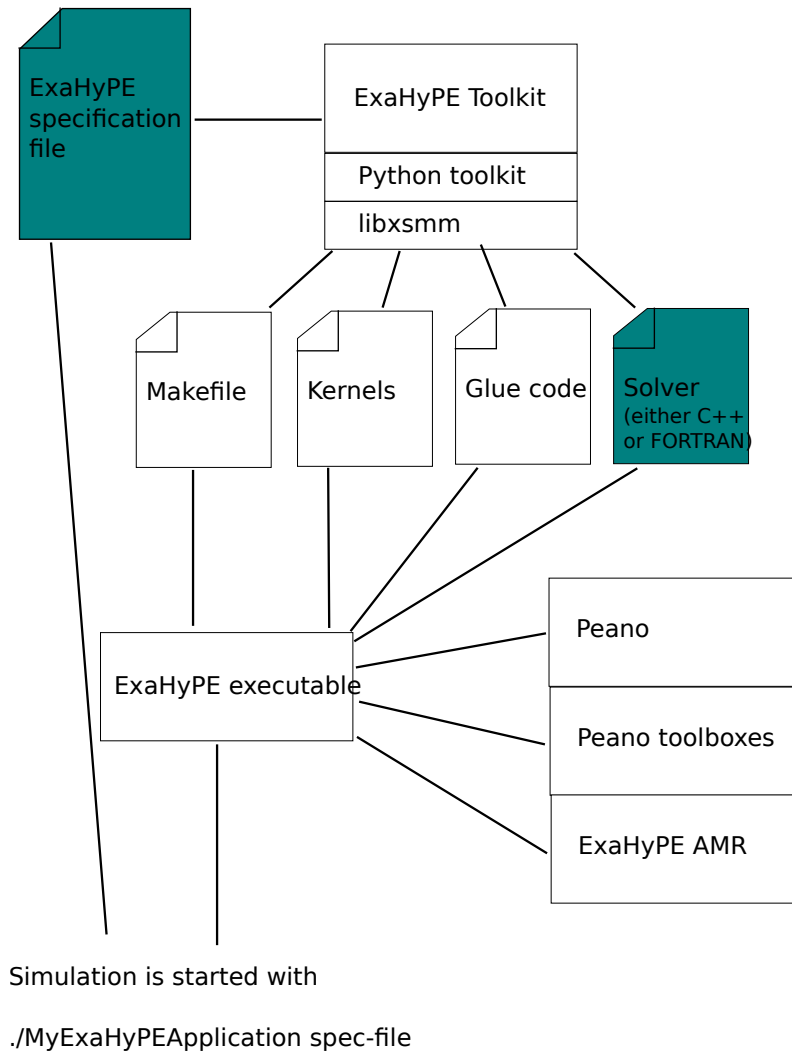 ExaHyPE
specification
file
ExaHyPE Toolkit
Python toolkit
libxsmm
Makefile
Kernels
Glue code
Solver
(either C++
or FORTRAN)
ExaHyPE executable
Peano
Peano toolboxes
ExaHyPE AMR
Simulation is started with
./MyExaHyPEApplication spec-file